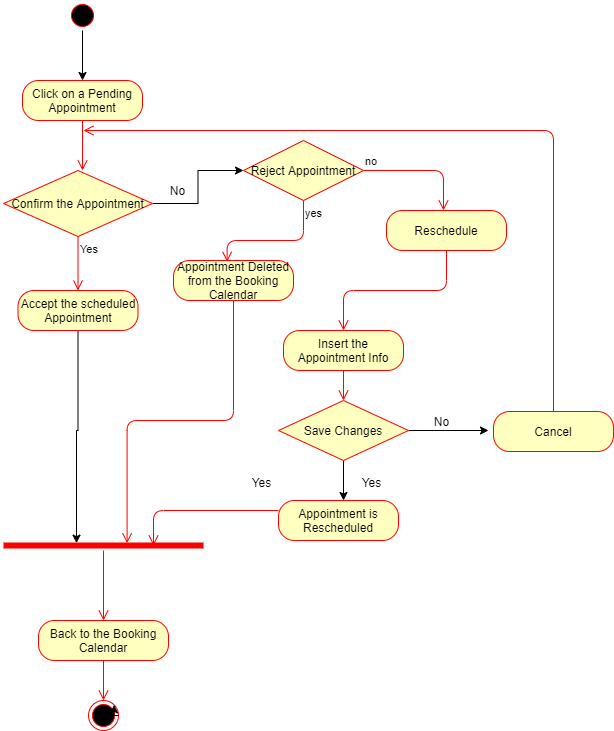 Click on a Pending
Appointment
Confirm the Appointment
No
Reject Appointment
no
yes
Yes
Reschedule
Appointment Deleted
from the Booking
Calendar
Accept the scheduled
Appointment
Insert the
Appointment Info
Save Changes
No
Cancel
Yes
Yes
Appointment is
Rescheduled
Back to the Booking
Calendar